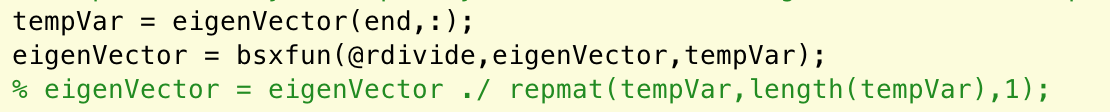 tempVar = eigenVector(end,:);
eigenVector = bsxfun(@rdivide,eigenVector,tempVar);
% eigenVector = eigenVector ./ repmat(tempVar,length(tempVar),1);